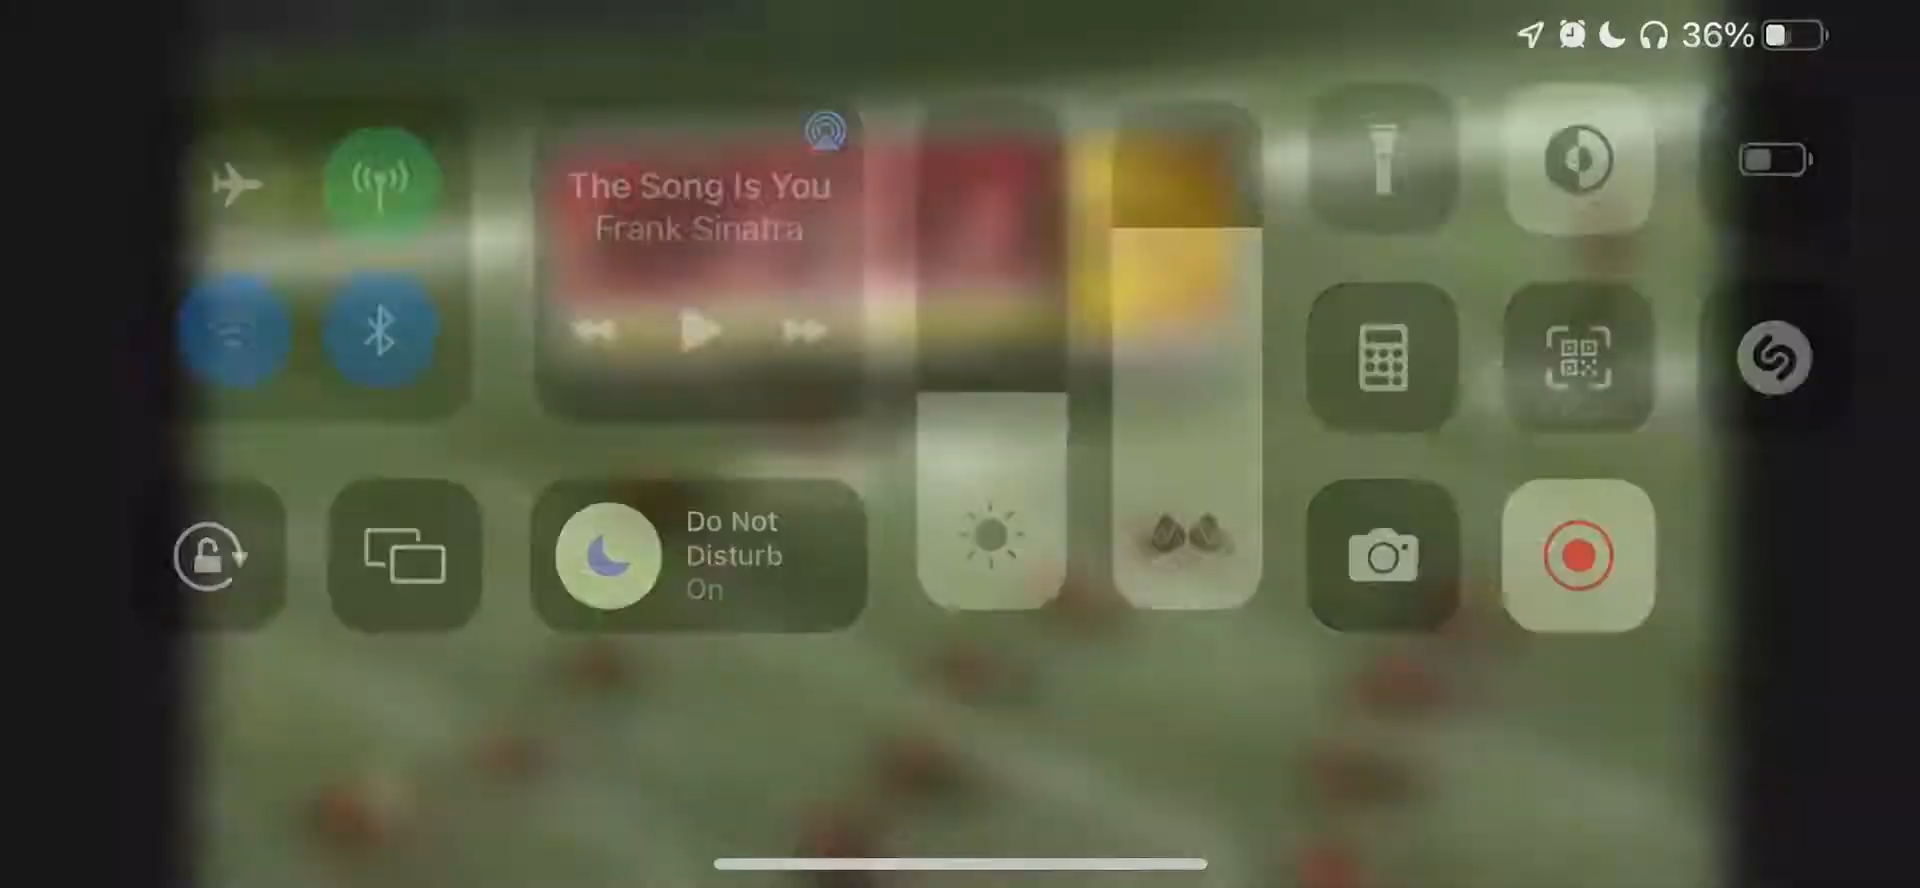 36%
The Song Is You
Frank Sinatra
Do Not
Disturb
On